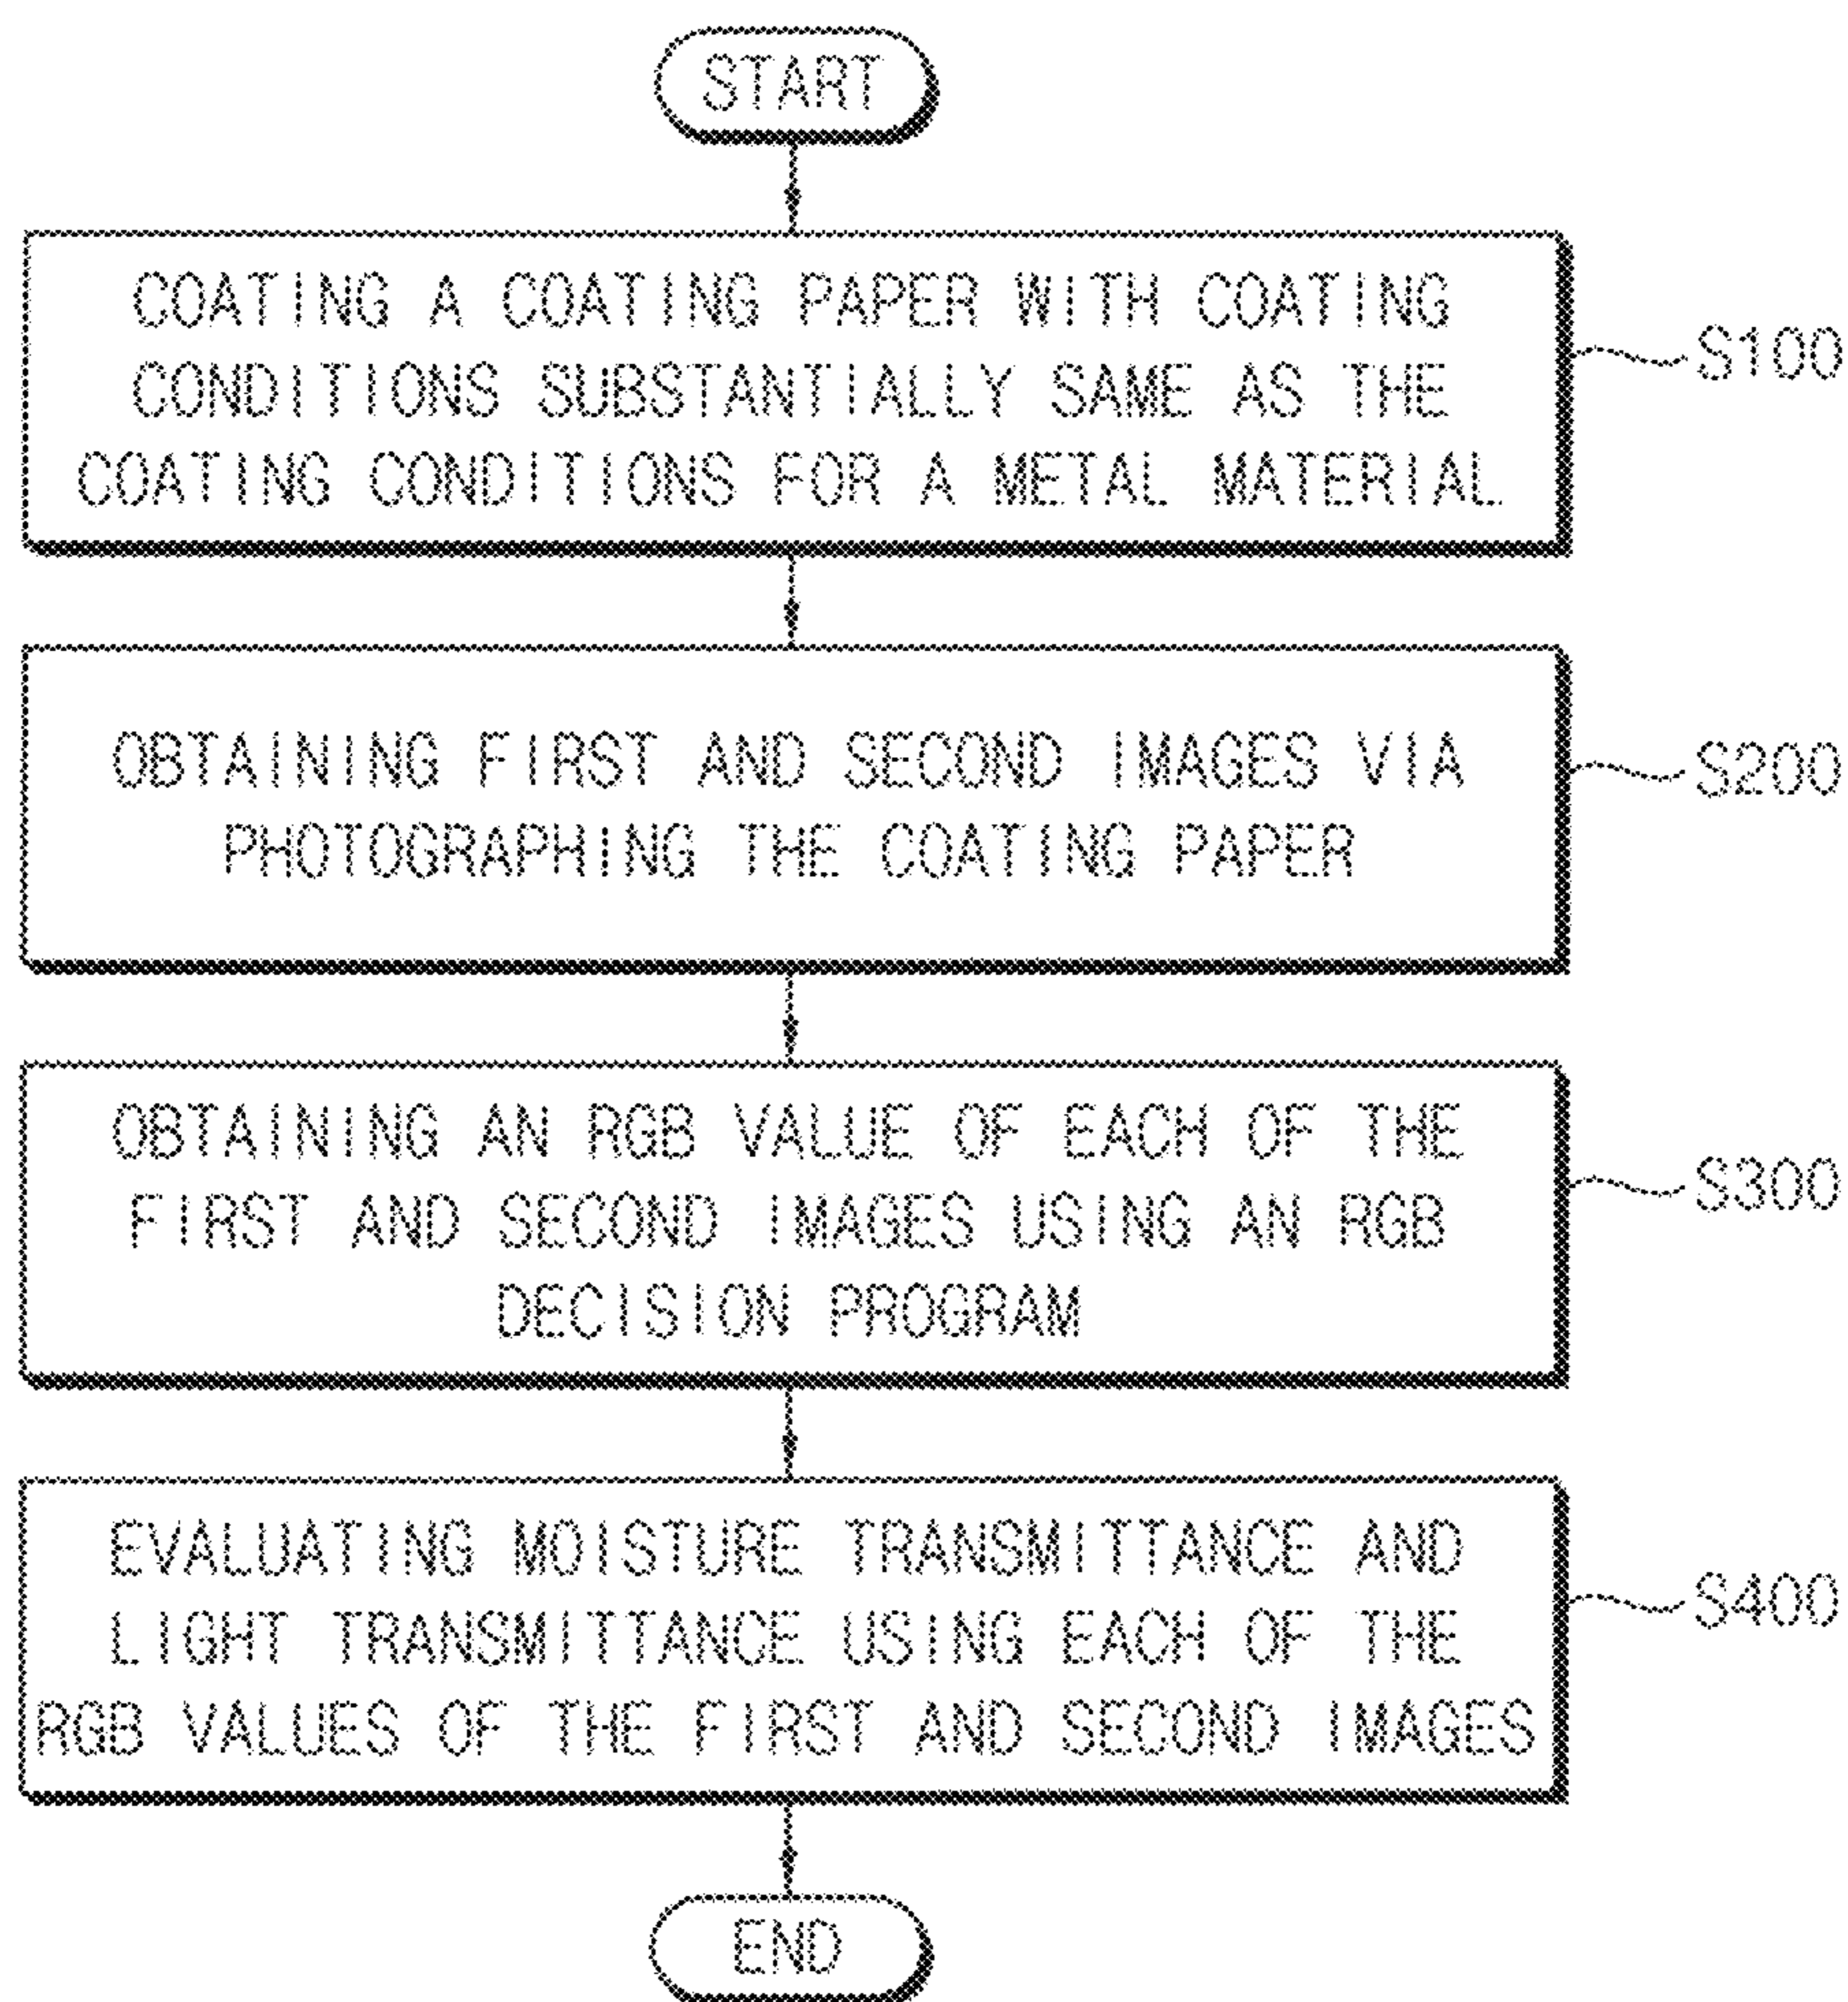 START
COATING A COATING PAPER WITH COATING
CONDITIONS SUBSTANTIALLY SAME AS THE
COATING CONDITIONS FOR A METAL MATERIAL
S100
OBTAINING FIRST AND SECOND IMAGES VIA
PHOTOGRAPHING THE COATING PAPER
S200
OBTAINING AN RGB VALUE OF EACH OF THE
FIRST AND SECOND IMAGES USING AN RGB
DECISION PROGRAM
S300
EVALUATING MOISTURE TRANSMITTANCE AND
LIGHT TRANSMITTANCE USING EACH OF THE
RGB VALUES OF THE FIRST AND SECOND IMAGES
S400
END